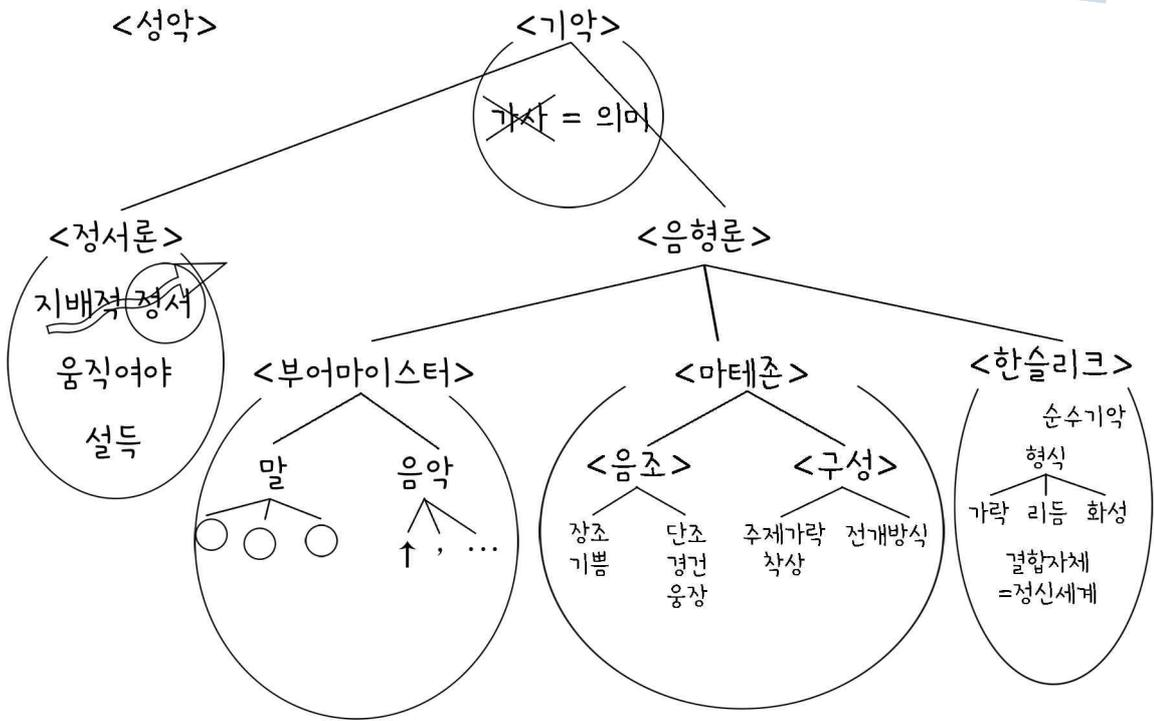 <성악> <기악>
가사 = 의미
<정서론> <음형론>
지배적 정서
움직여야
설득
<부어마이스터> <마테존> <한슬리크>
말 음악
↑ , ...
<음조> <구성>
장조 단조 주제가락 전개방식
기쁨 경건 착상
웅장
순수기악
형식
가락 리듬 화성
결합자체
=정신세계